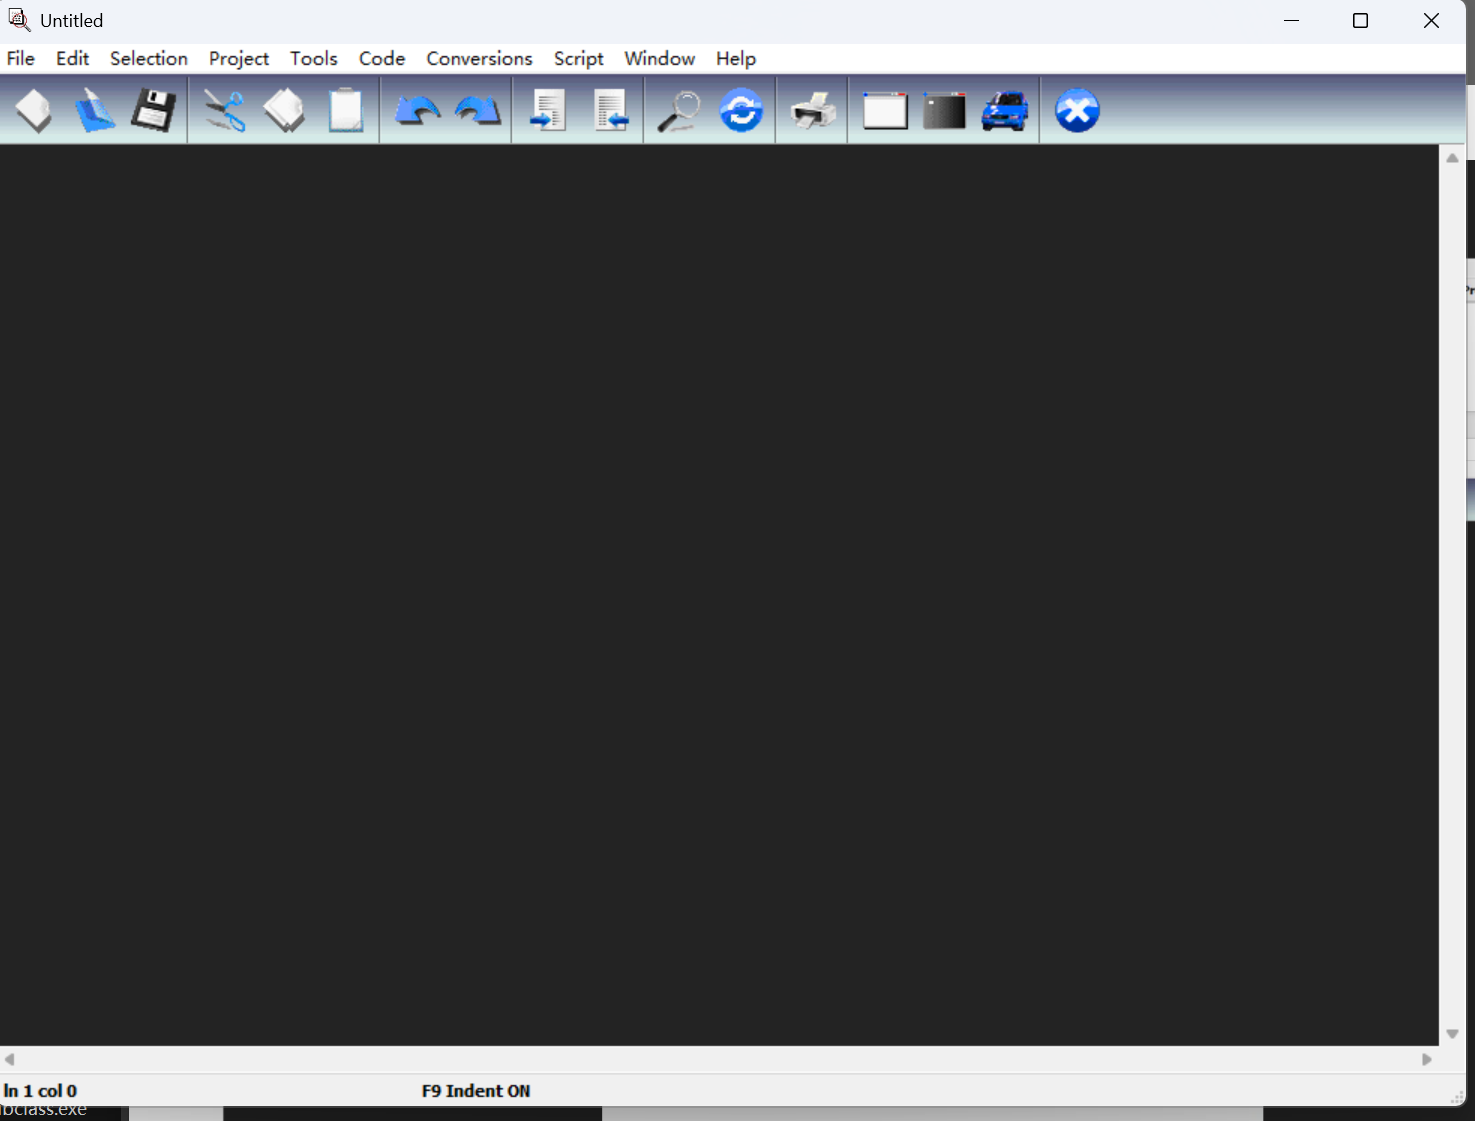 Untitled
File Edit Selection Project Tools Code Conversions Script Window Help
ln 1 col 0 F9 Indent ON